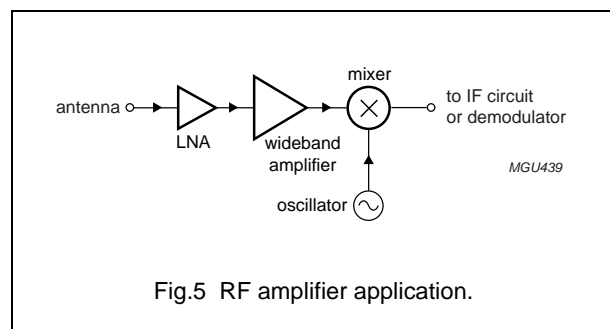 mixer
antenna
to IF circuit
or demodulator
LNA
wideband
amplifier
MGU439
oscillator
Fig.5 RF amplifier application.